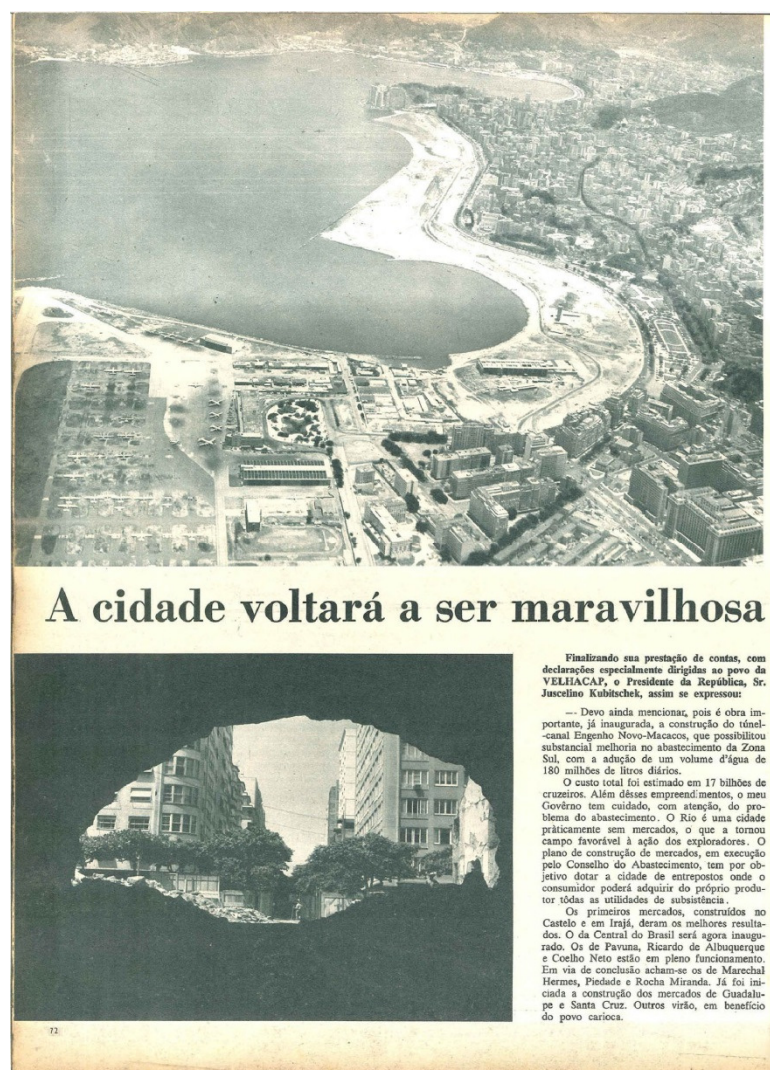 A cidade voltará a ser maravilhosa
Finalizando sua prestação de contas, com
declarações especialmente dirigidas ao povo da
VELHACAP, o Presidente da República, Sr.
Juscelino Kubitschek, assim se expressou:
— Devo ainda mencionar, pois é obra im-
portante, já inaugurada, a construção do túnel-
-canal Engenho Novo-Macacos, que possibilitou
substancial melhoria no abastecimento da Zona
Sul, com a adução de um volume d'água de
180 milhões de litros diários.
O custo total foi estimado em 17 bilhões de
cruzeiros. Além dêsses empreendimentos, o meu
Govêrno tem cuidado, com atenção, do pro-
blema do abastecimento. O Rio é uma cidade
pràticamente sem mercados, o que a tornou
campo favorável à ação dos exploradores. O
plano de construção de mercados, em execução
pelo Conselho do Abastecimento, tem por ob-
jetivo dotar a cidade de entrepostos onde o
consumidor poderá adquirir do próprio produ-
tor tôdas as utilidades de subsistência.
Os primeiros mercados, construídos no
Castelo e em Irajá, deram os melhores resulta-
dos. O da Central do Brasil será agora inaugu-
rado. Os de Pavuna, Ricardo de Albuquerque
e Coelho Neto estão em pleno funcionamento.
Em via de conclusão acham-se os de Marechal
Hermes, Piedade e Rocha Miranda. Já foi ini-
ciada a construção dos mercados de Guadalu-
pe e Santa Cruz. Outros virão, em benefício
do povo carioca.
72